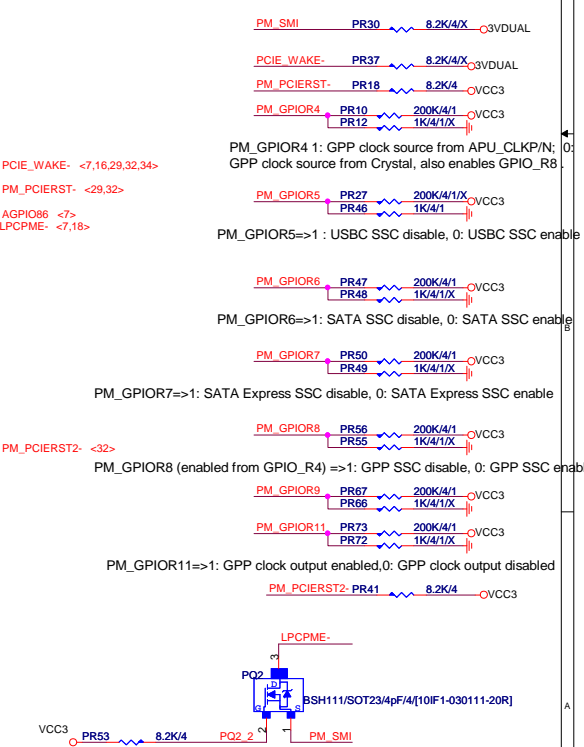 PM_SMI PR30 8.2K/4/X 3VDUAL
PCIE_WAKE- PR37 8.2K/4/X 3VDUAL
PM_PCIERST- PR18 8.2K/4 VCC3
PM_GPIOR4 PR10 200K/4/1 VCC3
PR12 1K/4/1/X
PM_GPIOR4 1: GPP clock source from APU_CLKP/N; 0:
GPP clock source from Crystal, also enables GPIO_R8 .
PCIE_WAKE- <7,16,29,32,34>
PM_PCIERST- <29,32>
AGPIO86 <7>
LPCPME- <7,18>
PM_GPIOR5 PR27 200K/4/1/X VCC3
PR46 1K/4/1
PM_GPIOR5=>1 : USBC SSC disable, 0: USBC SSC enable
PM_GPIOR6 PR47 200K/4/1 VCC3
PR48 1K/4/1/X
PM_GPIOR6=>1: SATA SSC disable, 0: SATA SSC enable
B
PM_GPIOR7 PR50 200K/4/1 VCC3
PR49 1K/4/1/X
PM_GPIOR7=>1: SATA Express SSC disable, 0: SATA Express SSC enable
PM_GPIOR8 PR56 200K/4/1 VCC3
PR55 1K/4/1/X
PM_PCIERST2- <32>
PM_GPIOR8 (enabled from GPIO_R4) =>1: GPP SSC disable, 0: GPP SSC enabl
PM_GPIOR9 PR67 200K/4/1 VCC3
PR66 1K/4/1/X
PM_GPIOR11 PR73 200K/4/1 VCC3
PR72 1K/4/1/X
PM_GPIOR11=>1: GPP clock output enabled,0: GPP clock output disabled
PM_PCIERST2- PR41 8.2K/4 VCC3
LPCPME-
3
PQ2
D
G S
BSH111/SOT23/4pF/4/[10IF1-030111-20R]
A
2 1
VCC3 PR53 8.2K/4 PQ2_2 PM_SMI